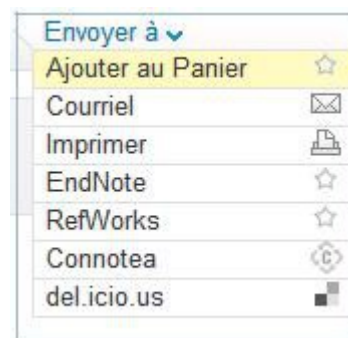 Envoyer à
Ajouter au Panier
Courriel
Imprimer
EndNote
RefWorks
Connotea
del.icio.us